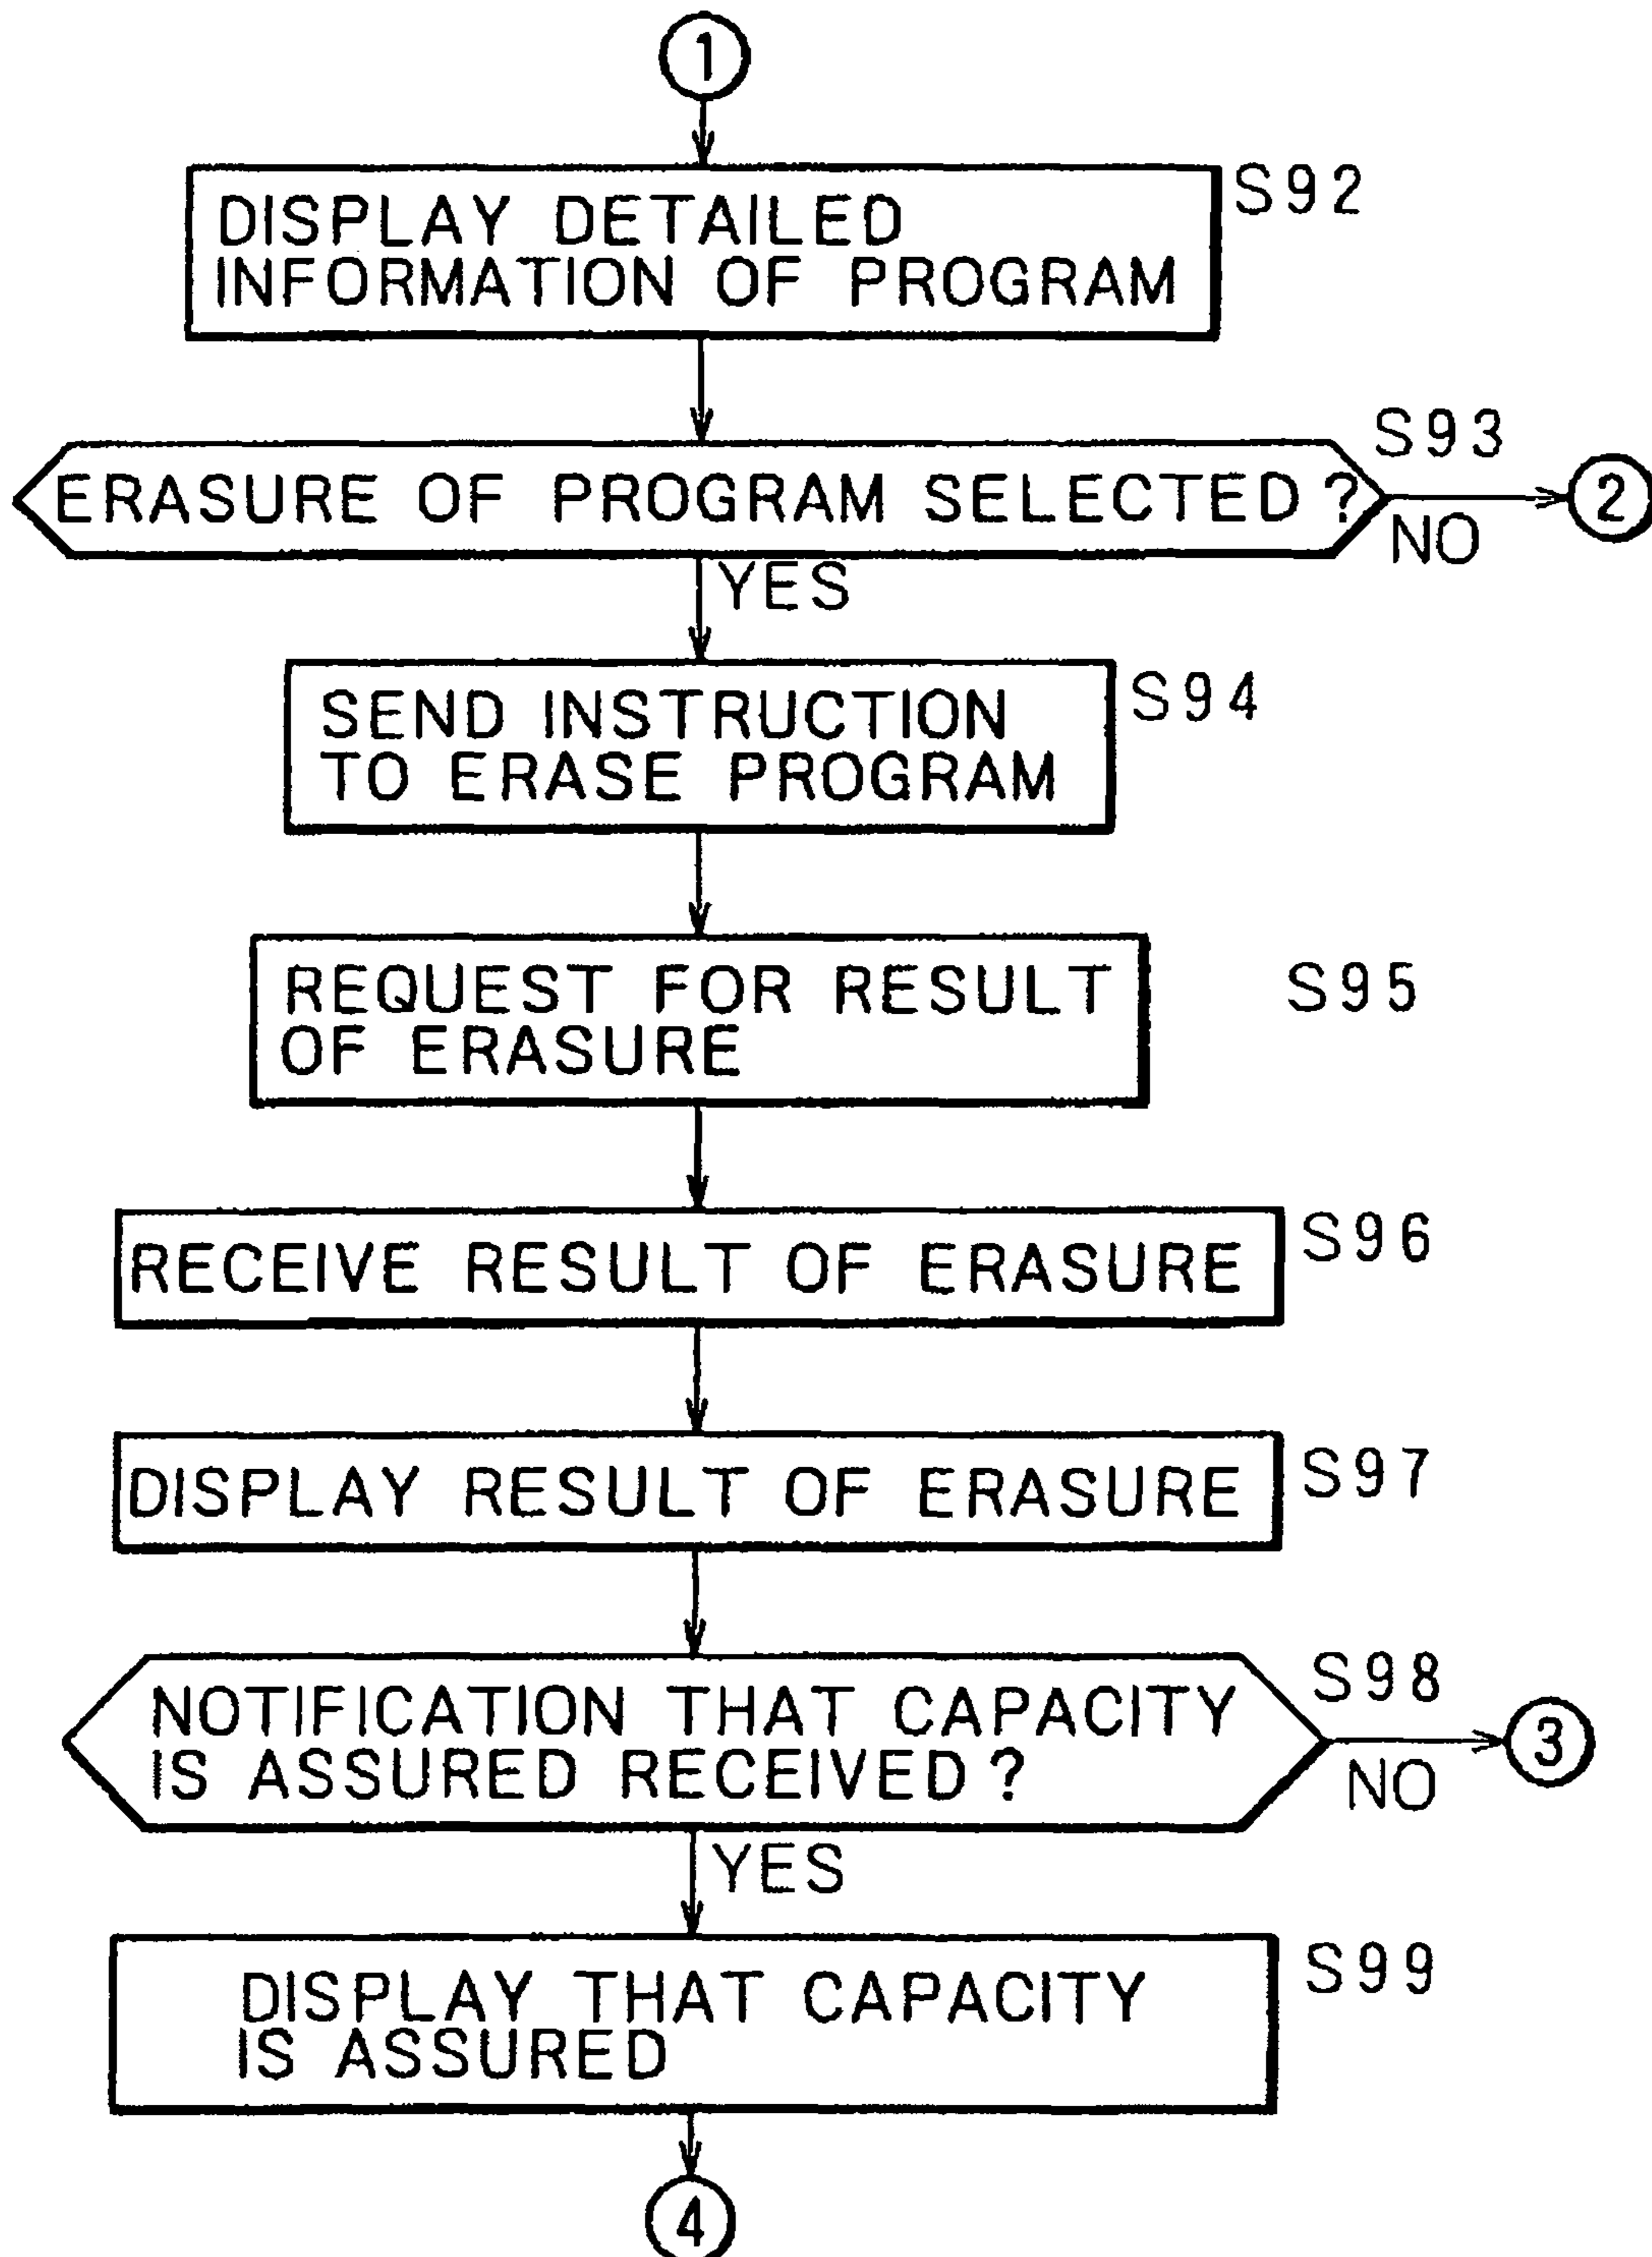 1
DISPLAY DETAILED
INFORMATION OF PROGRAM
S92
ERASURE OF PROGRAM SELECTED?
S93
NO
2
YES
SEND INSTRUCTION
TO ERASE PROGRAM
S94
REQUEST FOR RESULT
OF ERASURE
S95
RECEIVE RESULT OF ERASURE
S96
DISPLAY RESULT OF ERASURE
S97
NOTIFICATION THAT CAPACITY
IS ASSURED RECEIVED?
S98
NO
3
YES
DISPLAY THAT CAPACITY
IS ASSURED
S99
4